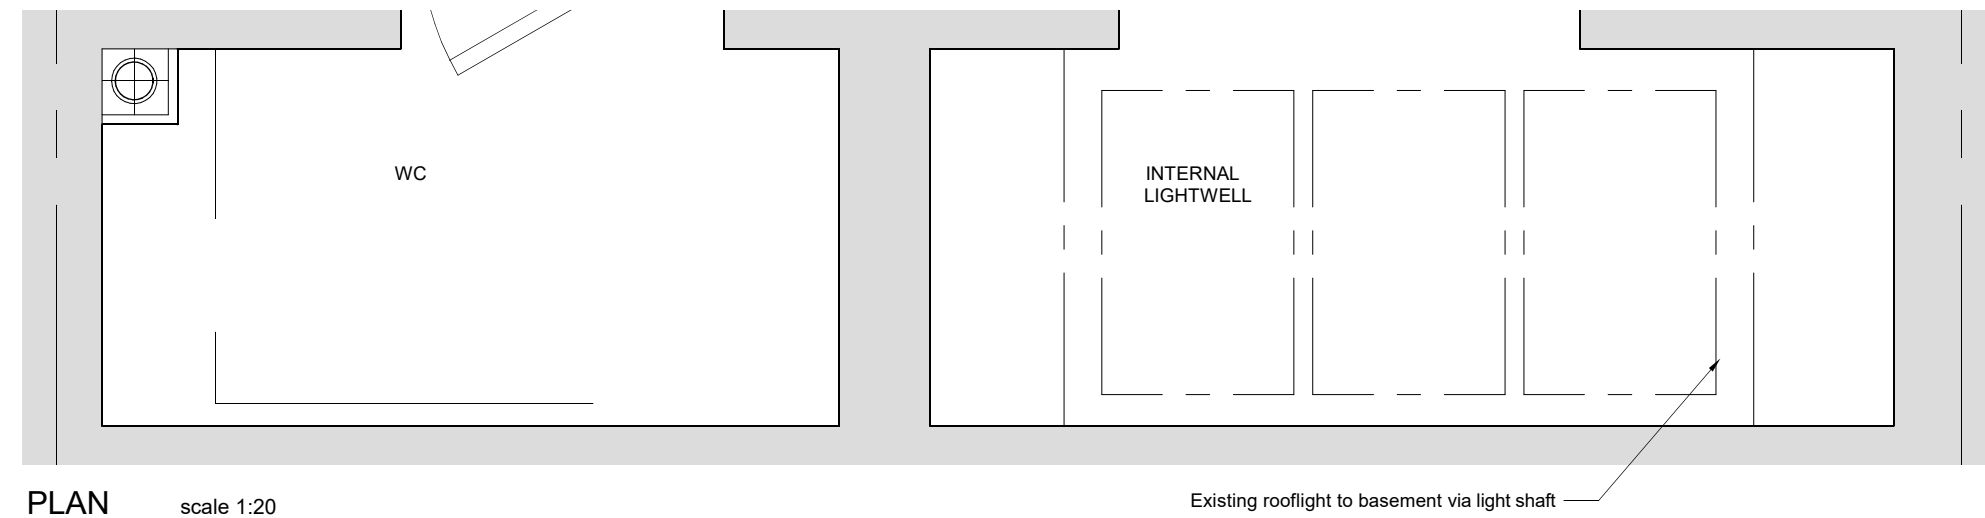 WC
INTERNAL
LIGHTWELL
PLAN scale 1:20
Existing rooflight to basement via light shaft